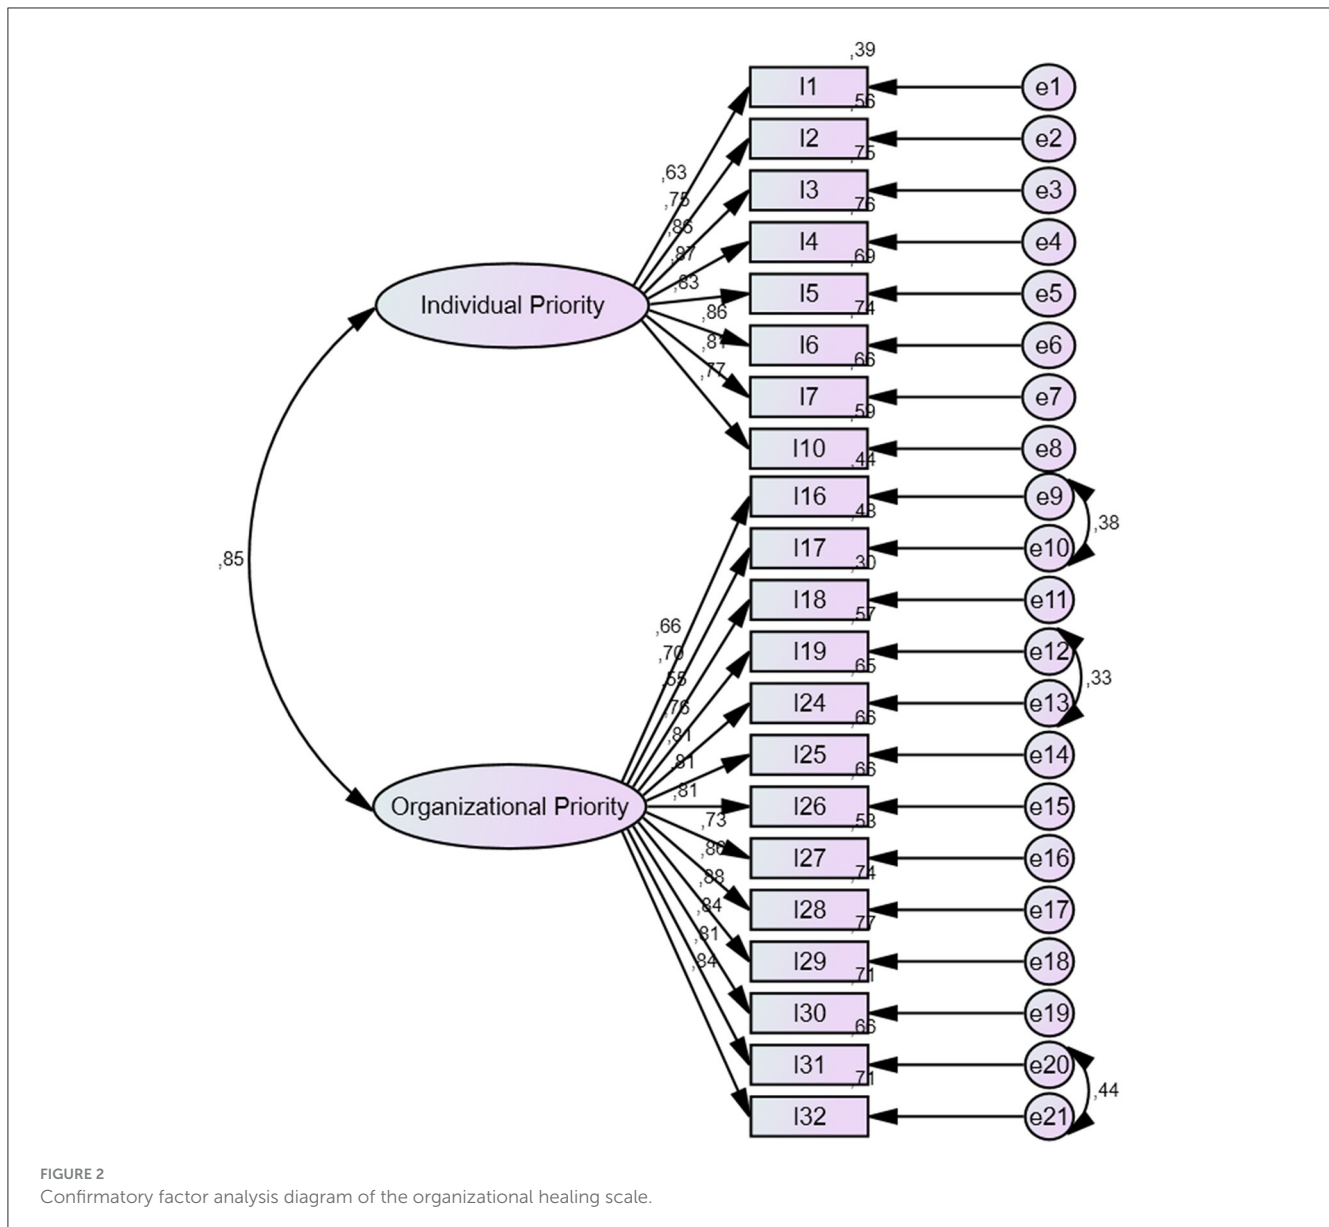 ,39
I1
e1
,56
I2
e2
,75
I3
e3
,76
I4
e4
,69
I5
e5
,74
I6
e6
,66
I7
e7
,59
I10
e8
,63
,75
,86
,87
,83
,86
,81
,77
Individual Priority
,44
I16
e9
,38
,48
I17
e10
,30
I18
e11
,57
I19
e12
,33
,65
I24
e13
,66
I25
e14
,66
I26
e15
,53
I27
e16
,74
I28
e17
,77
I29
e18
,71
I30
e19
,66
I31
e20
,44
,71
I32
e21
,85
,66
,70
,55
,76
,81
,81
,81
,73
,86
,88
,84
,81
,84
Organizational Priority
FIGURE 2
Confirmatory factor analysis diagram of the organizational healing scale.